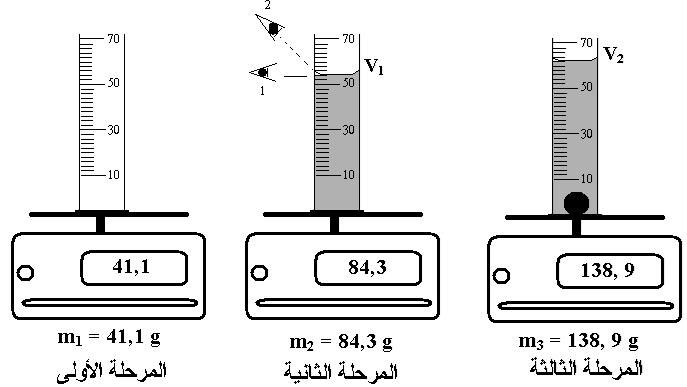 70
50
30
10
41,1
m₁ = 41,1 g
المرحلة الأولى
2
1
70
50
30
10
V₁
84,3
m₂ = 84,3 g
المرحلة الثانية
70
50
30
10
V₂
138, 9
m₃ = 138, 9 g
المرحلة الثالثة